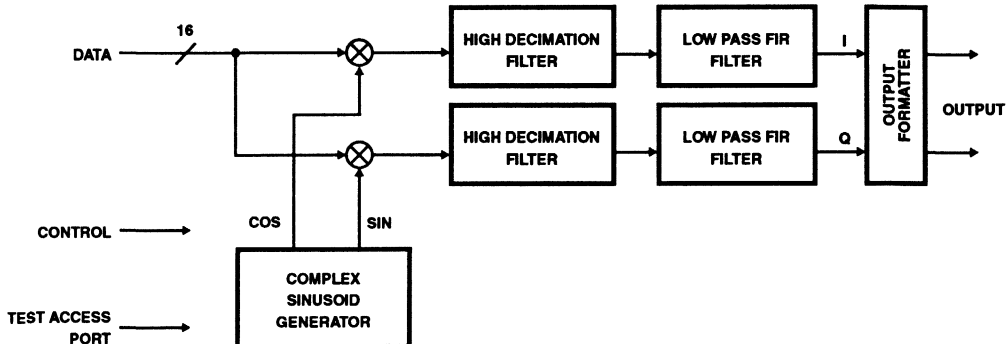 16
DATA
HIGH DECIMATION
FILTER
LOW PASS FIR
FILTER
I
OUTPUT
FORMATTER
OUTPUT
HIGH DECIMATION
FILTER
LOW PASS FIR
FILTER
Q
COS
SIN
CONTROL
COMPLEX
SINUSOID
GENERATOR
TEST ACCESS
PORT